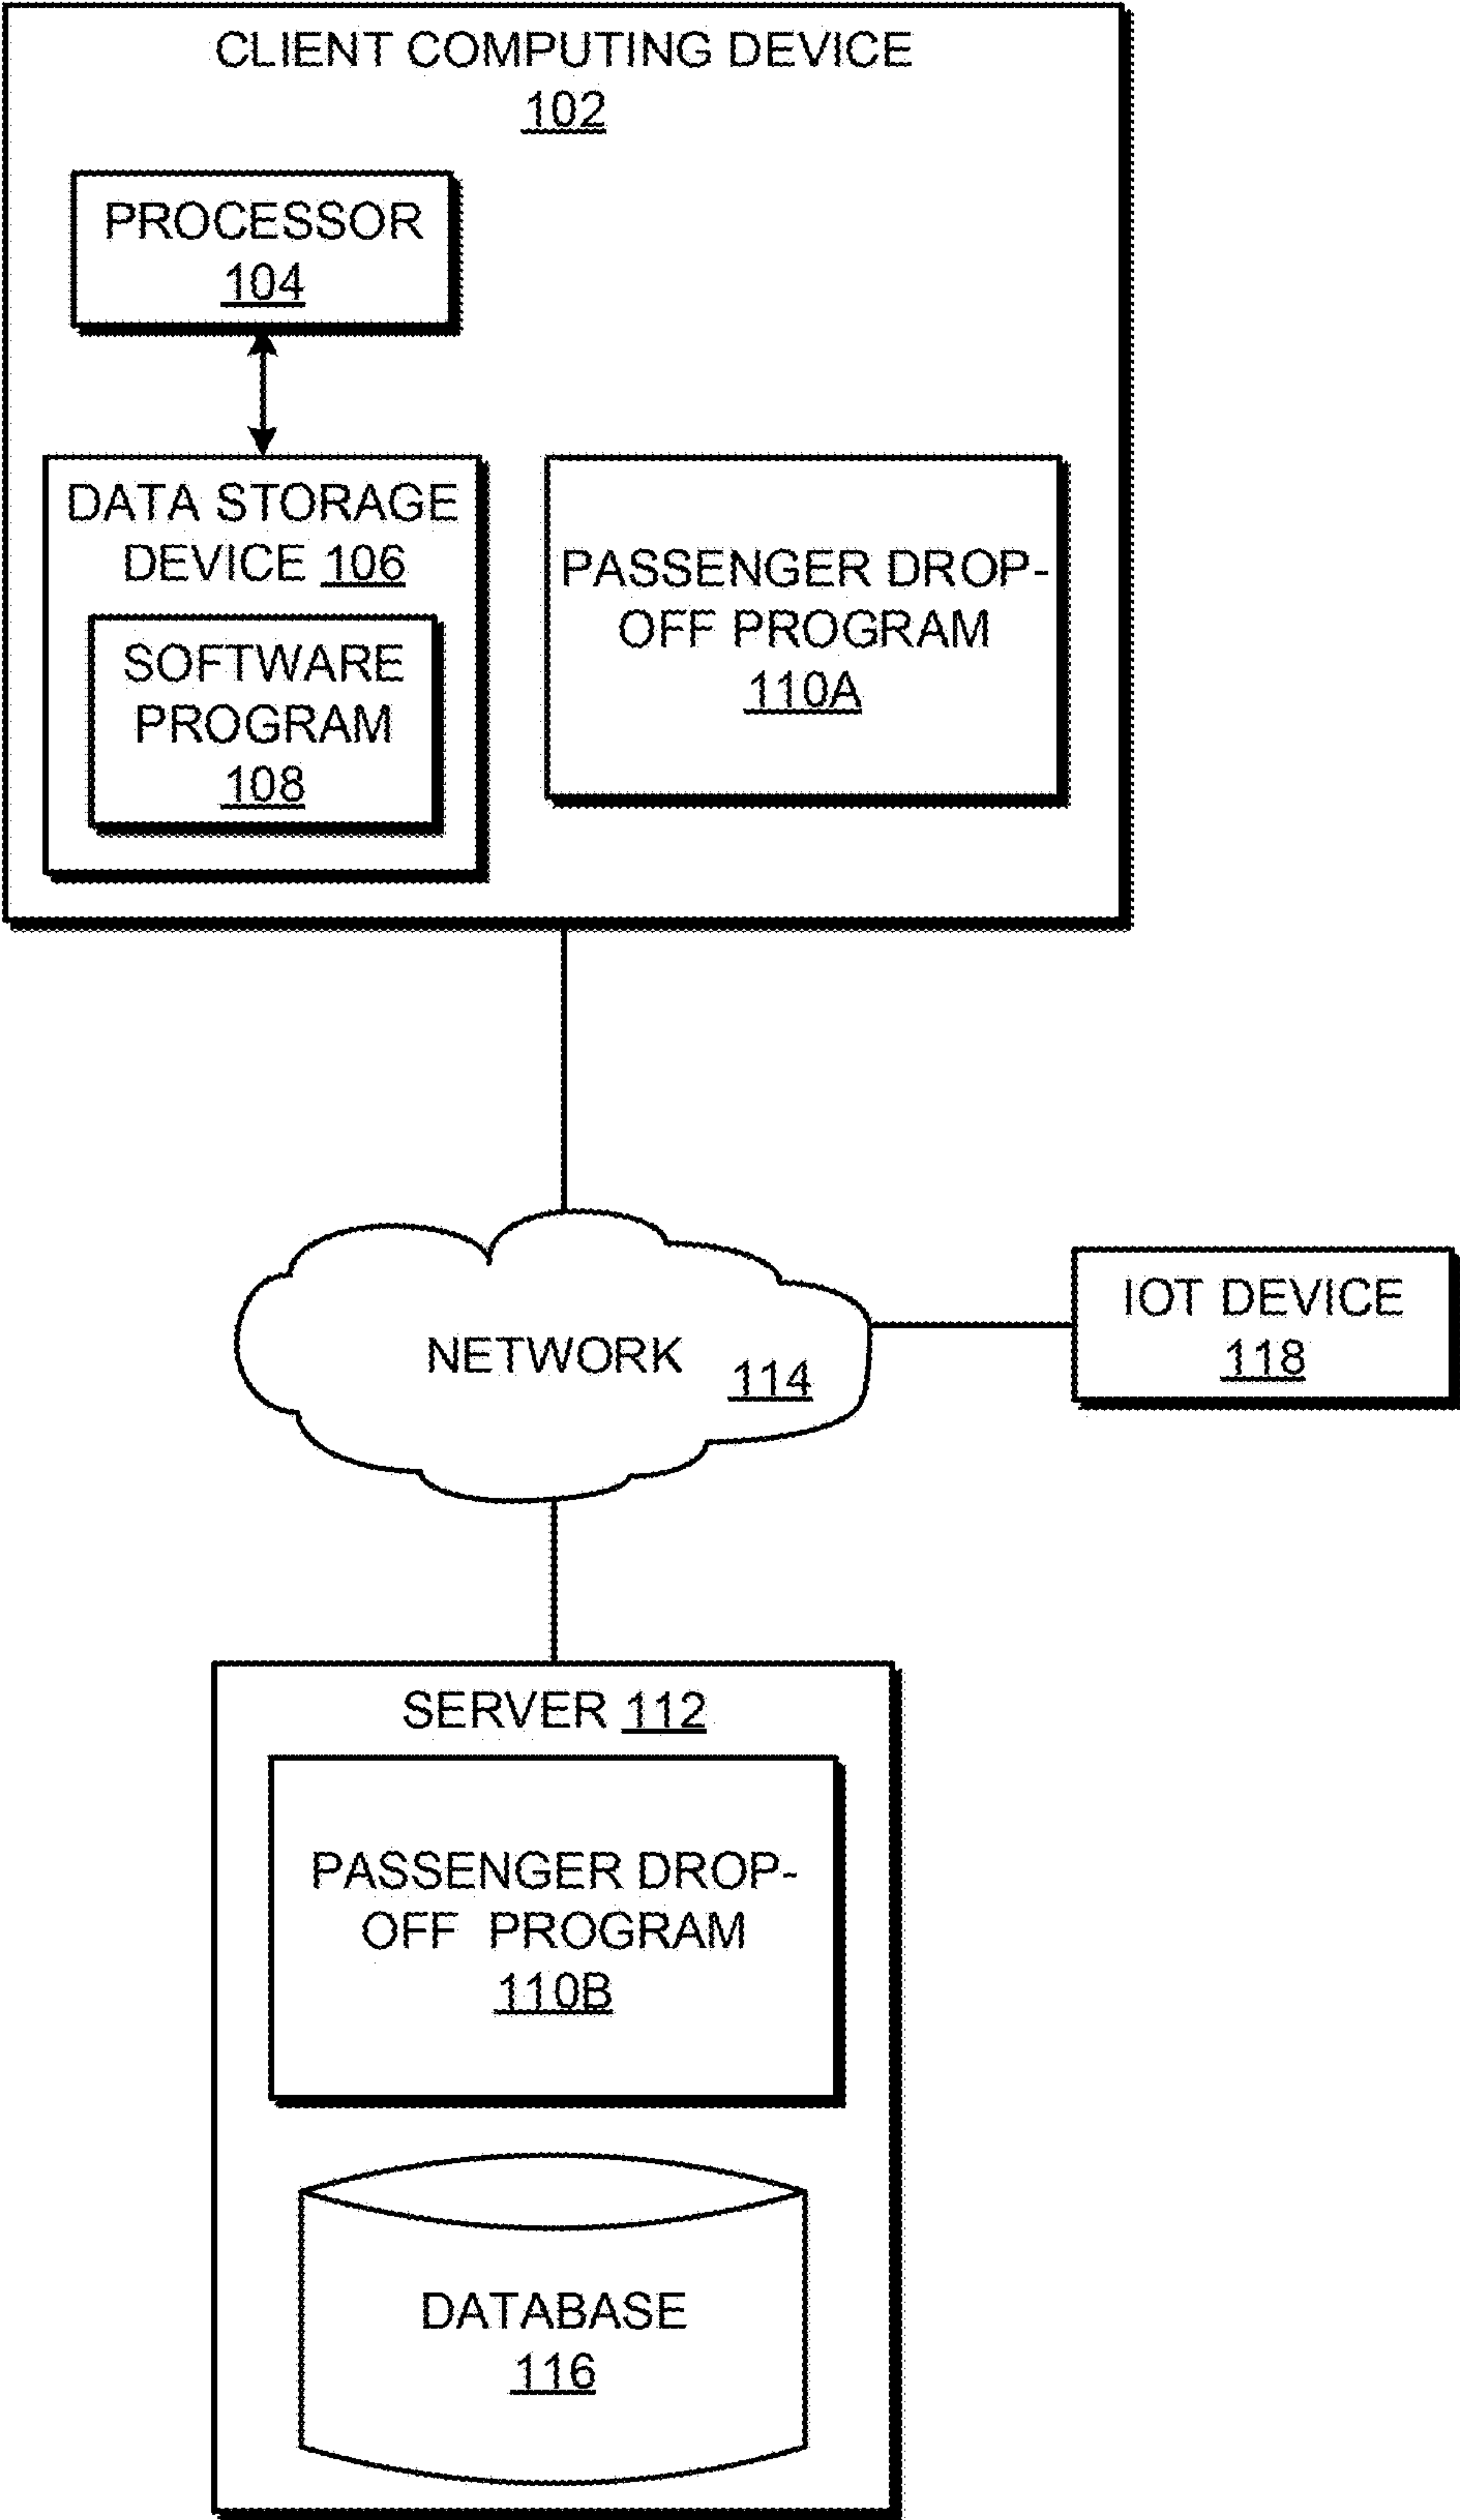 CLIENT COMPUTING DEVICE
102
PROCESSOR
104
DATA STORAGE
DEVICE 106
SOFTWARE
PROGRAM
108
PASSENGER DROP-
OFF PROGRAM
110A
NETWORK 114
IOT DEVICE
118
SERVER 112
PASSENGER DROP-
OFF PROGRAM
110B
DATABASE
116